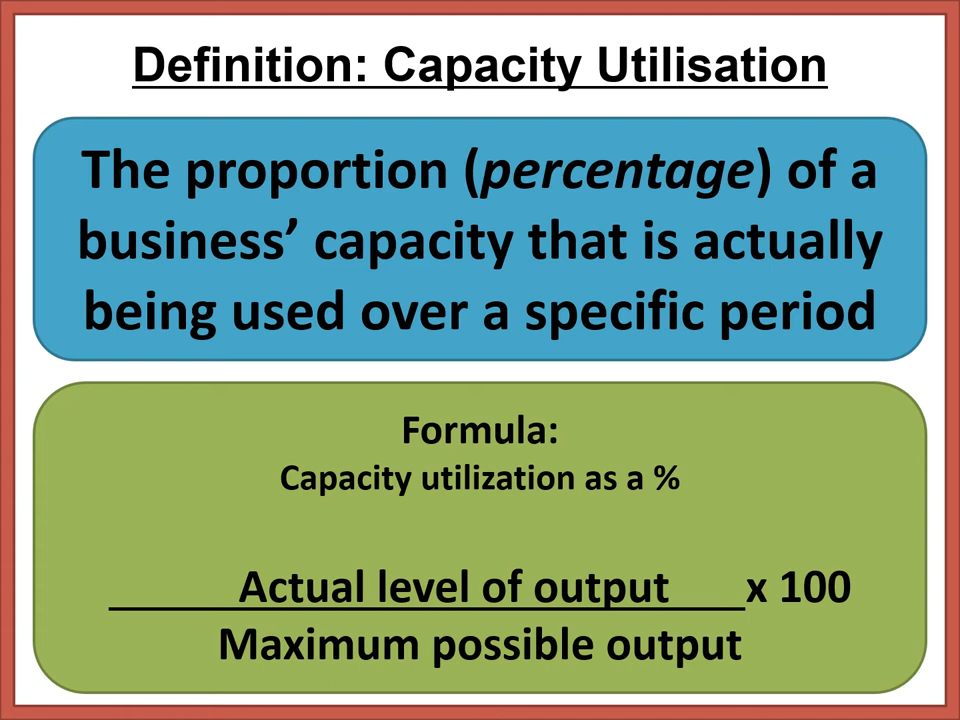 Definition: Capacity Utilisation
The proportion (percentage) of a
business’ capacity that is actually
being used over a specific period
Formula:
Capacity utilization as a %
Actual level of output x 100
Maximum possible output